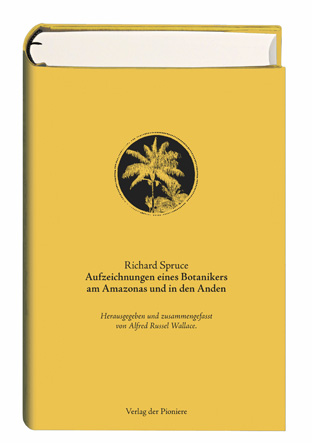 Richard Spruce
Aufzeichnungen eines Botanikers
am Amazonas und in den Anden
Herausgegeben und zusammengefasst
von Alfred Russel Wallace.
Verlag der Pioniere